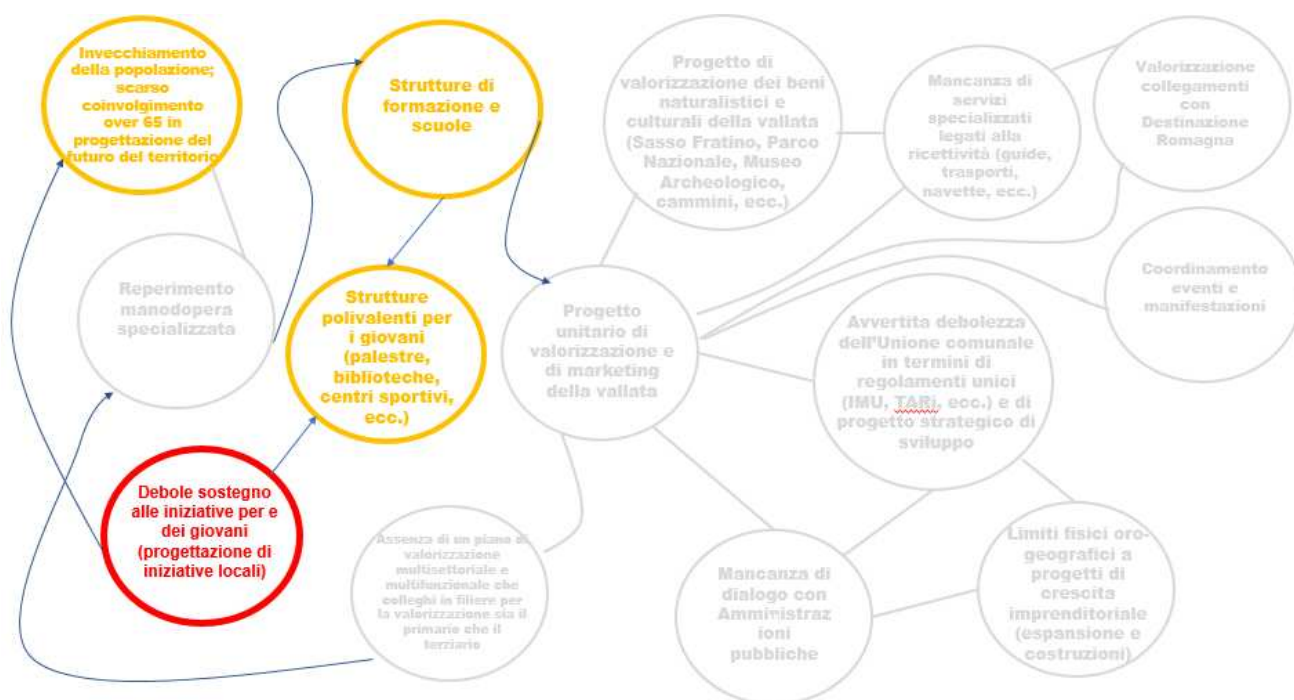 Invecchiamento
della popolazione;
scarso
coinvolgimento
over 65 in
progettazione del
futuro del territorio
Strutture di
formazione e
scuole
Progetto di
valorizzazione dei beni
naturalistici e
culturali della vallata
(Sasso Fratino, Parco
Nazionale, Museo
Archeologico,
cammini, ecc.)
Mancanza di
servizi
specializzati
legati alla
ricettività (guide,
trasporti,
navette, ecc.)
Valorizzazione
collegamenti
con
Destinazione
Romagna
Reperimento
manodopera
specializzata
Strutture
polivalenti per
i giovani
(palestre,
biblioteche,
centri sportivi,
ecc.)
Progetto
unitario di
valorizzazione e
di marketing
della vallata
Avvertita debolezza
dell'Unione comunale
in termini di
regolamenti unici
(IMU, TARi, ecc.) e di
progetto strategico di
sviluppo
Coordinamento
eventi e
manifestazioni
Debole sostegno
alle iniziative per e
dei giovani
(progettazione di
iniziative locali)
Assenza di un piano di
valorizzazione
multisettoriale e
multifunzionale che
colleghi in filiere per
la valorizzazione sia il
primario che il
terziario
Mancanza di
dialogo con
Amministraz
ioni
pubbliche
Limiti fisici oro-
geografici a
progetti di
crescita
imprenditoriale
(espansione e
costruzioni)